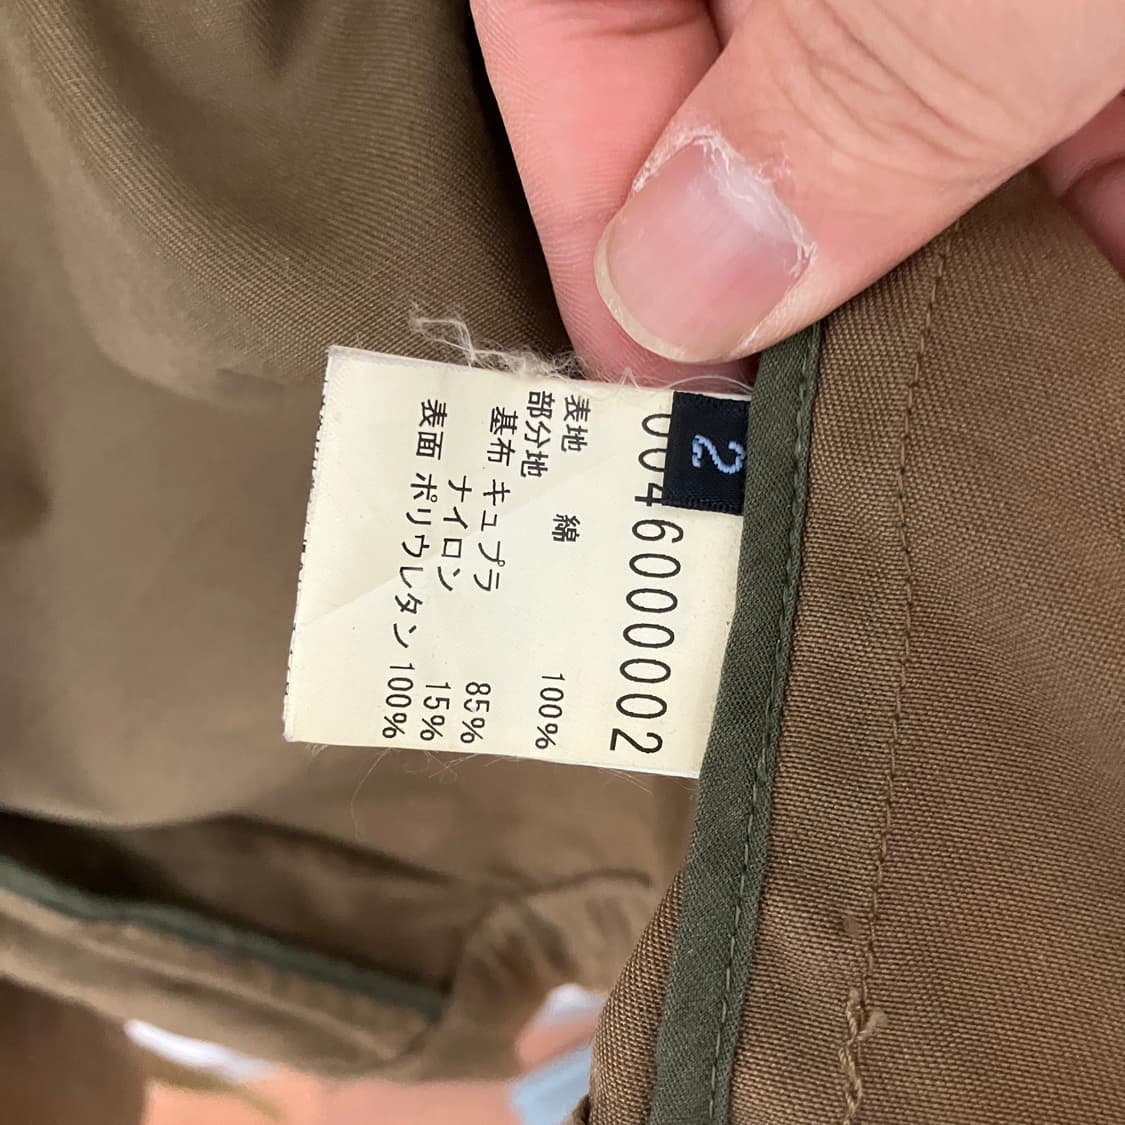 2
0046000002
表地 綿 100%
部分地
基布 キュプラ 85%
ナイロン 15%
表面 ポリウレタン 100%